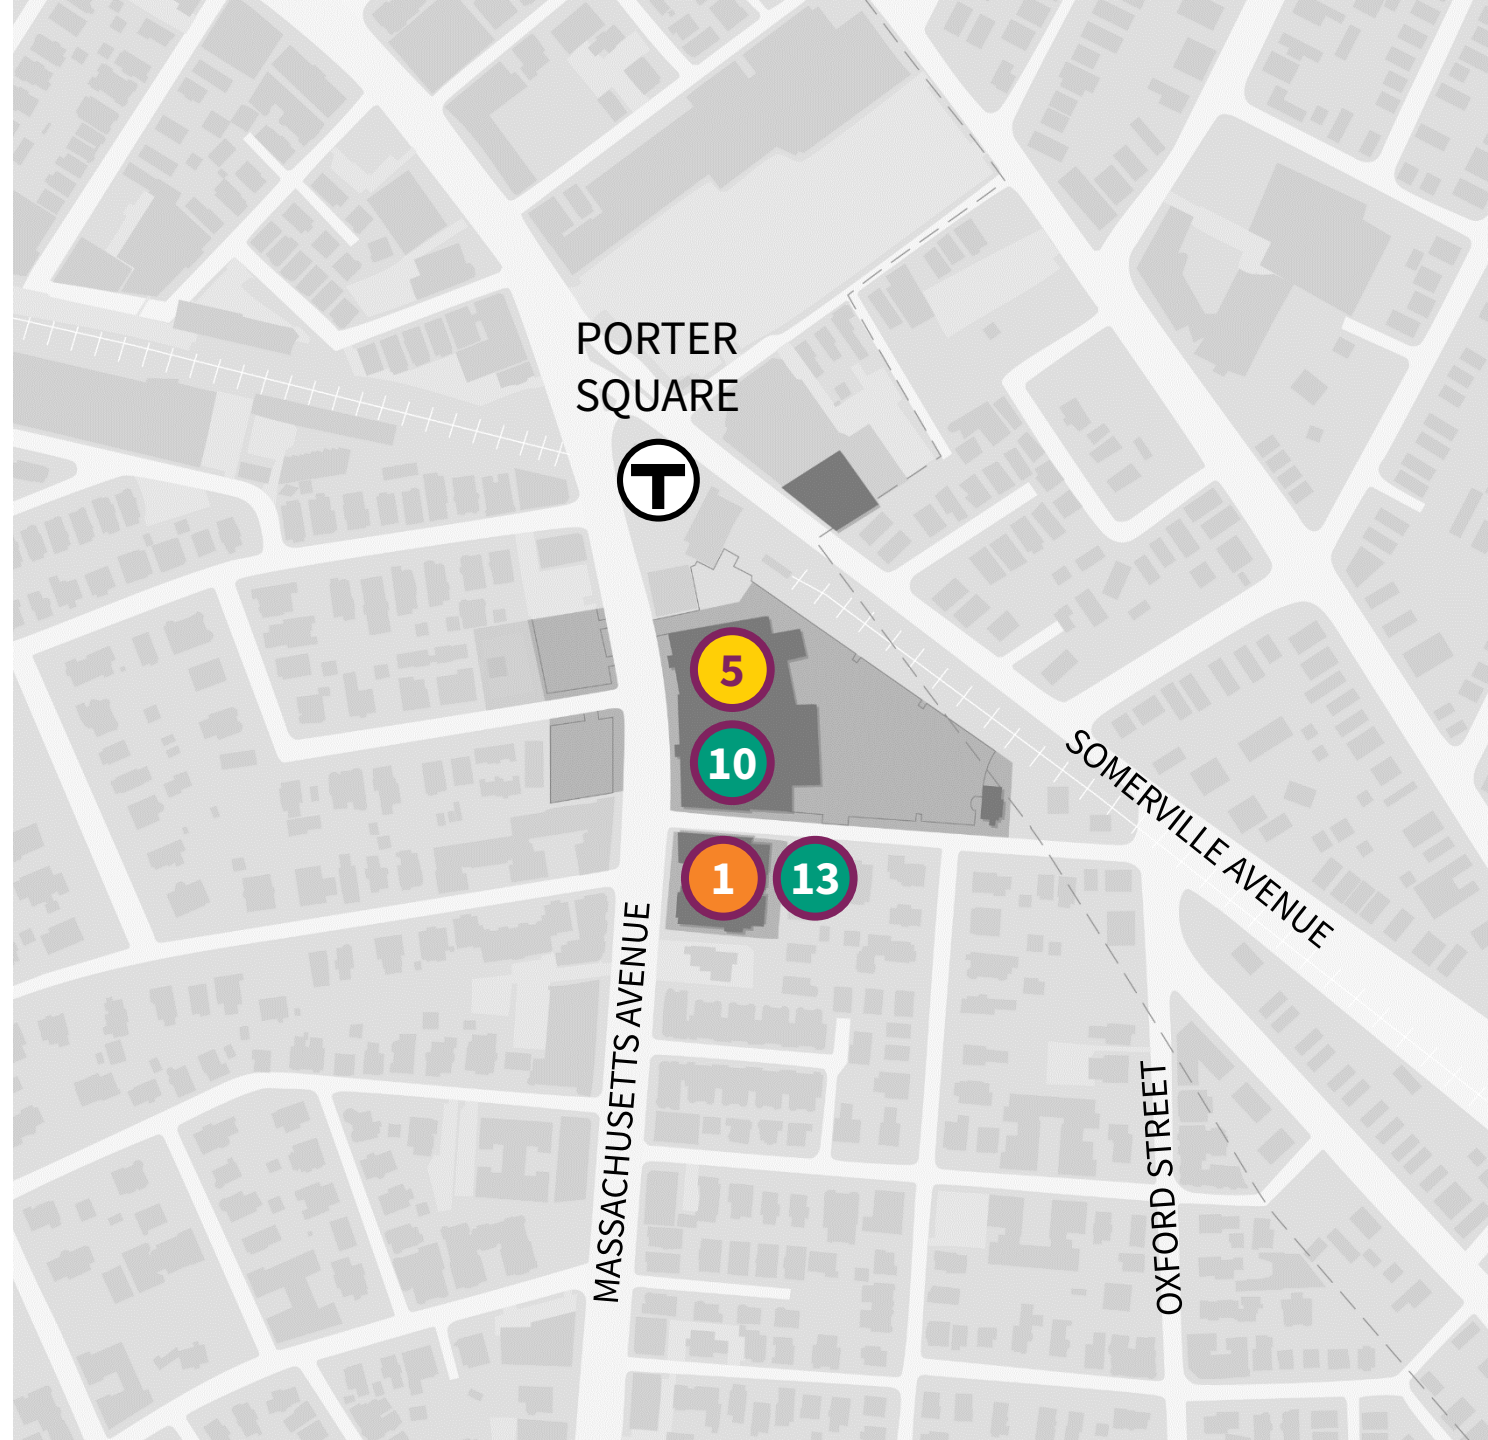 PORTER
SQUARE
T
5
10
1
13
SOMERVILLE AVENUE
MASSACHUSETTS AVENUE
OXFORD STREET